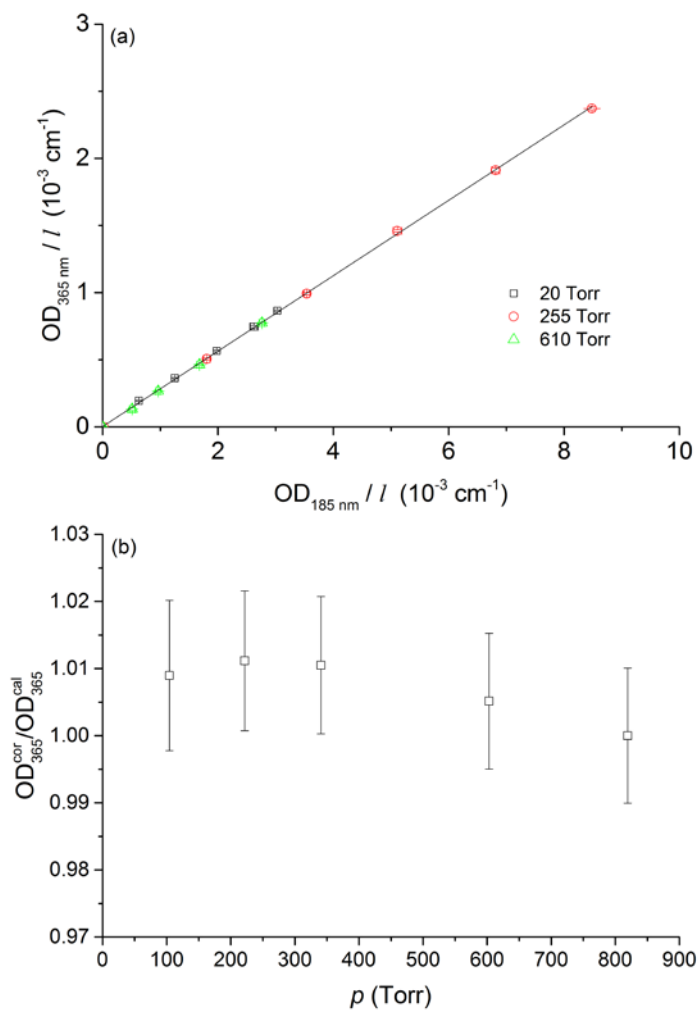 (a)
3
2
1
0
OD365 nm / l (10-3 cm-1)
20 Torr
255 Torr
610 Torr
0 2 4 6 8 10
OD185 nm / l (10-3 cm-1)
(b)
1.03
1.02
1.01
1.00
0.99
0.98
0.97
ODcor365/ODcal365
0 100 200 300 400 500 600 700 800 900
p (Torr)